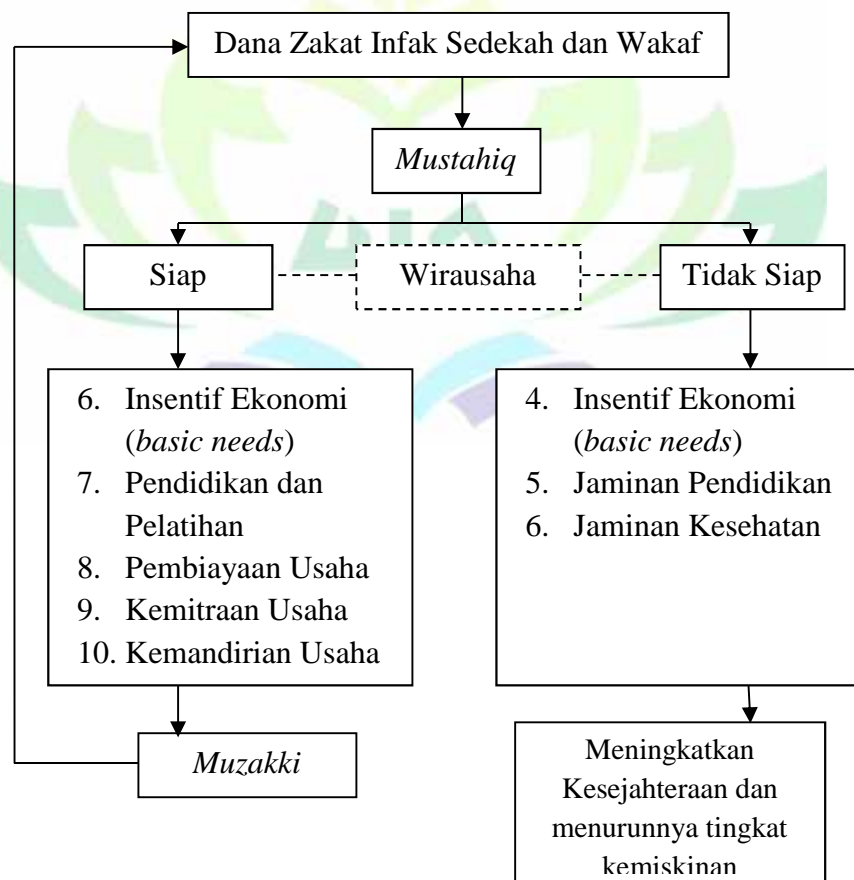 Dana Zakat Infak Sedekah dan Wakaf
Mustahiq
Siap
Wirausaha
Tidak Siap
6. Insentif Ekonomi
(basic needs)
7. Pendidikan dan
Pelatihan
8. Pembiayaan Usaha
9. Kemitraan Usaha
10. Kemandirian Usaha
4. Insentif Ekonomi
(basic needs)
5. Jaminan Pendidikan
6. Jaminan Kesehatan
Muzakki
Meningkatkan
Kesejahteraan dan
menurunnya tingkat
kemiskinan